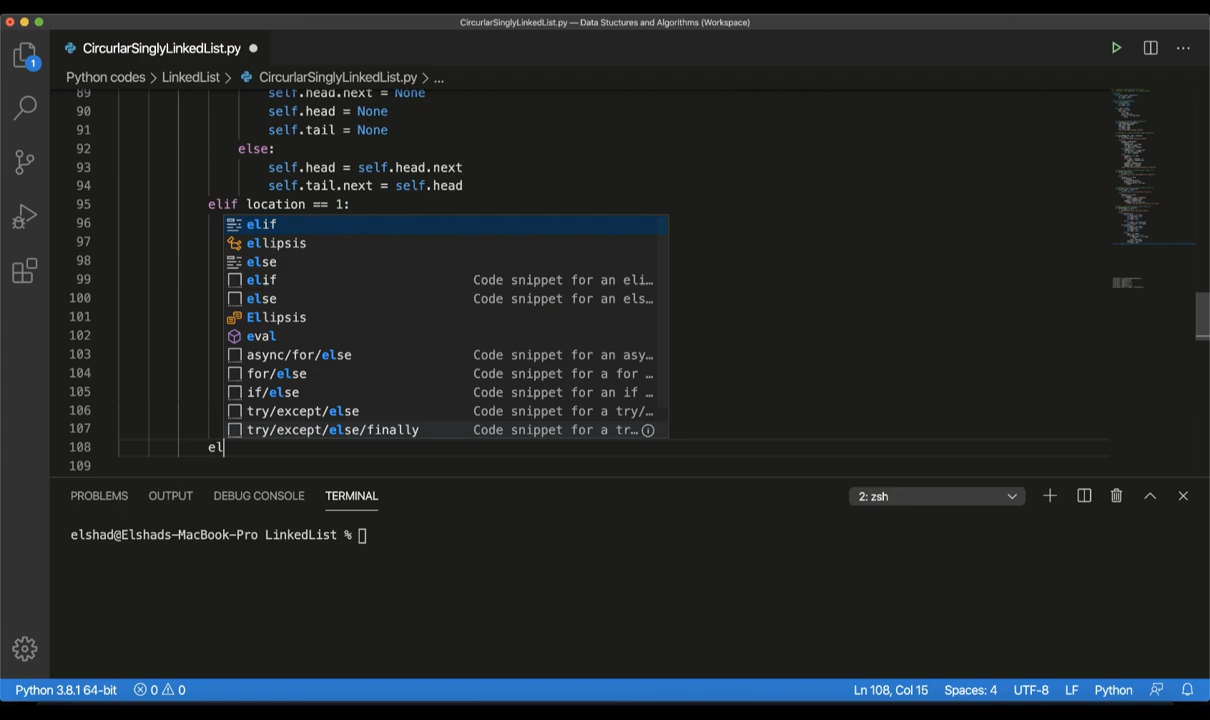 CircurlarSinglyLinkedList.py — Data Stuctures and Algorithms (Workspace)
CircurlarSinglyLinkedList.py
Python codes > LinkedList > CircurlarSinglyLinkedList.py > ...
89 self.head.next = None
90 self.head = None
91 self.tail = None
92 else:
93 self.head = self.head.next
94 self.tail.next = self.head
95 elif location == 1:
96 elif
97 ellipsis
98 else
99 elif Code snippet for an eli…
100 else Code snippet for an els…
101 Ellipsis
102 eval
103 async/for/else Code snippet for an asy…
104 for/else Code snippet for a for …
105 if/else Code snippet for an if …
106 try/except/else Code snippet for a try/…
107 try/except/else/finally Code snippet for a tr…
108 el
109
PROBLEMS OUTPUT DEBUG CONSOLE TERMINAL 2: zsh
elshad@Elshads-MacBook-Pro LinkedList %
1
Python 3.8.1 64-bit 0 0 Ln 108, Col 15 Spaces: 4 UTF-8 LF Python